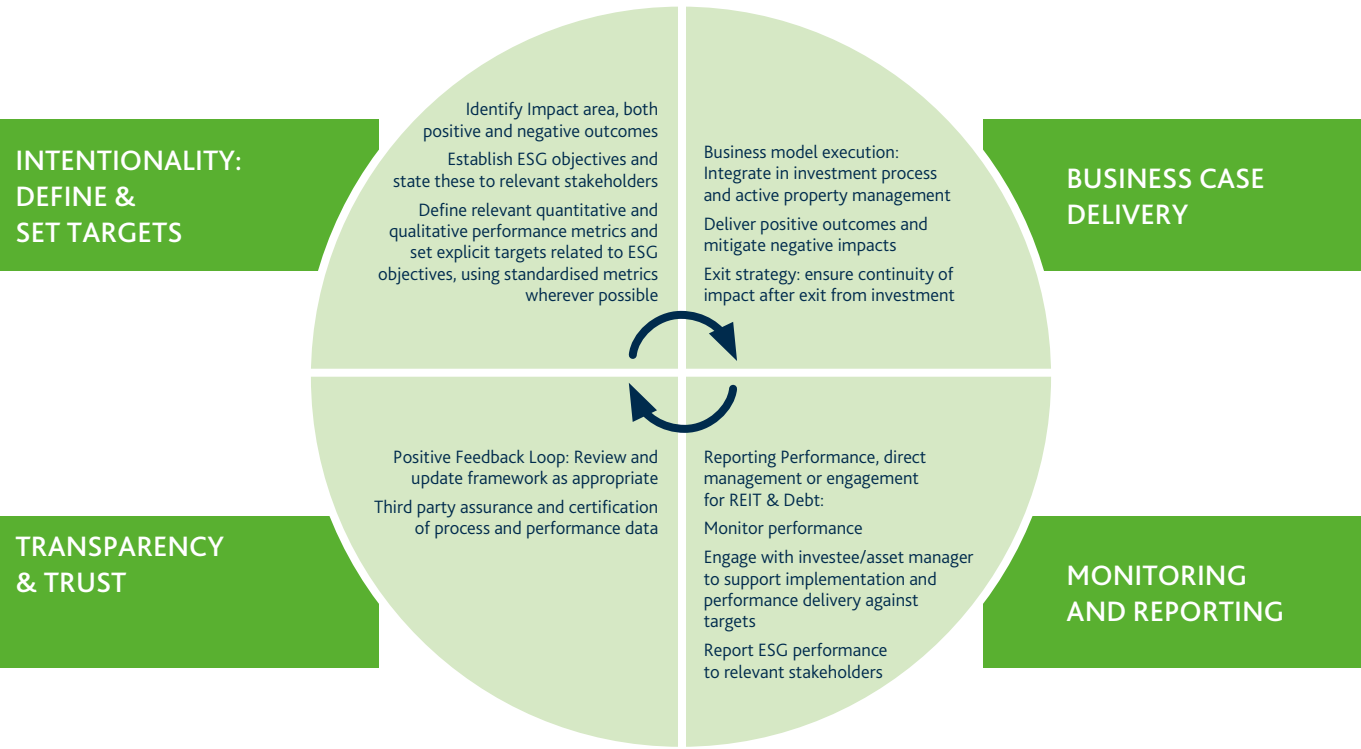 INTENTIONALITY:
DEFINE &
SET TARGETS
Identify Impact area, both
positive and negative outcomes
Establish ESG objectives and
state these to relevant stakeholders
Define relevant quantitative and
qualitative performance metrics and
set explicit targets related to ESG
objectives, using standardised metrics
wherever possible
Business model execution:
Integrate in investment process
and active property management
Deliver positive outcomes and
mitigate negative impacts
Exit strategy: ensure continuity of
impact after exit from investment
BUSINESS CASE
DELIVERY
TRANSPARENCY
& TRUST
Positive Feedback Loop: Review and
update framework as appropriate
Third party assurance and certification
of process and performance data
Reporting Performance, direct
management or engagement
for REIT & Debt:
Monitor performance
Engage with investee/asset manager
to support implementation and
performance delivery against
targets
Report ESG performance
to relevant stakeholders
MONITORING
AND REPORTING